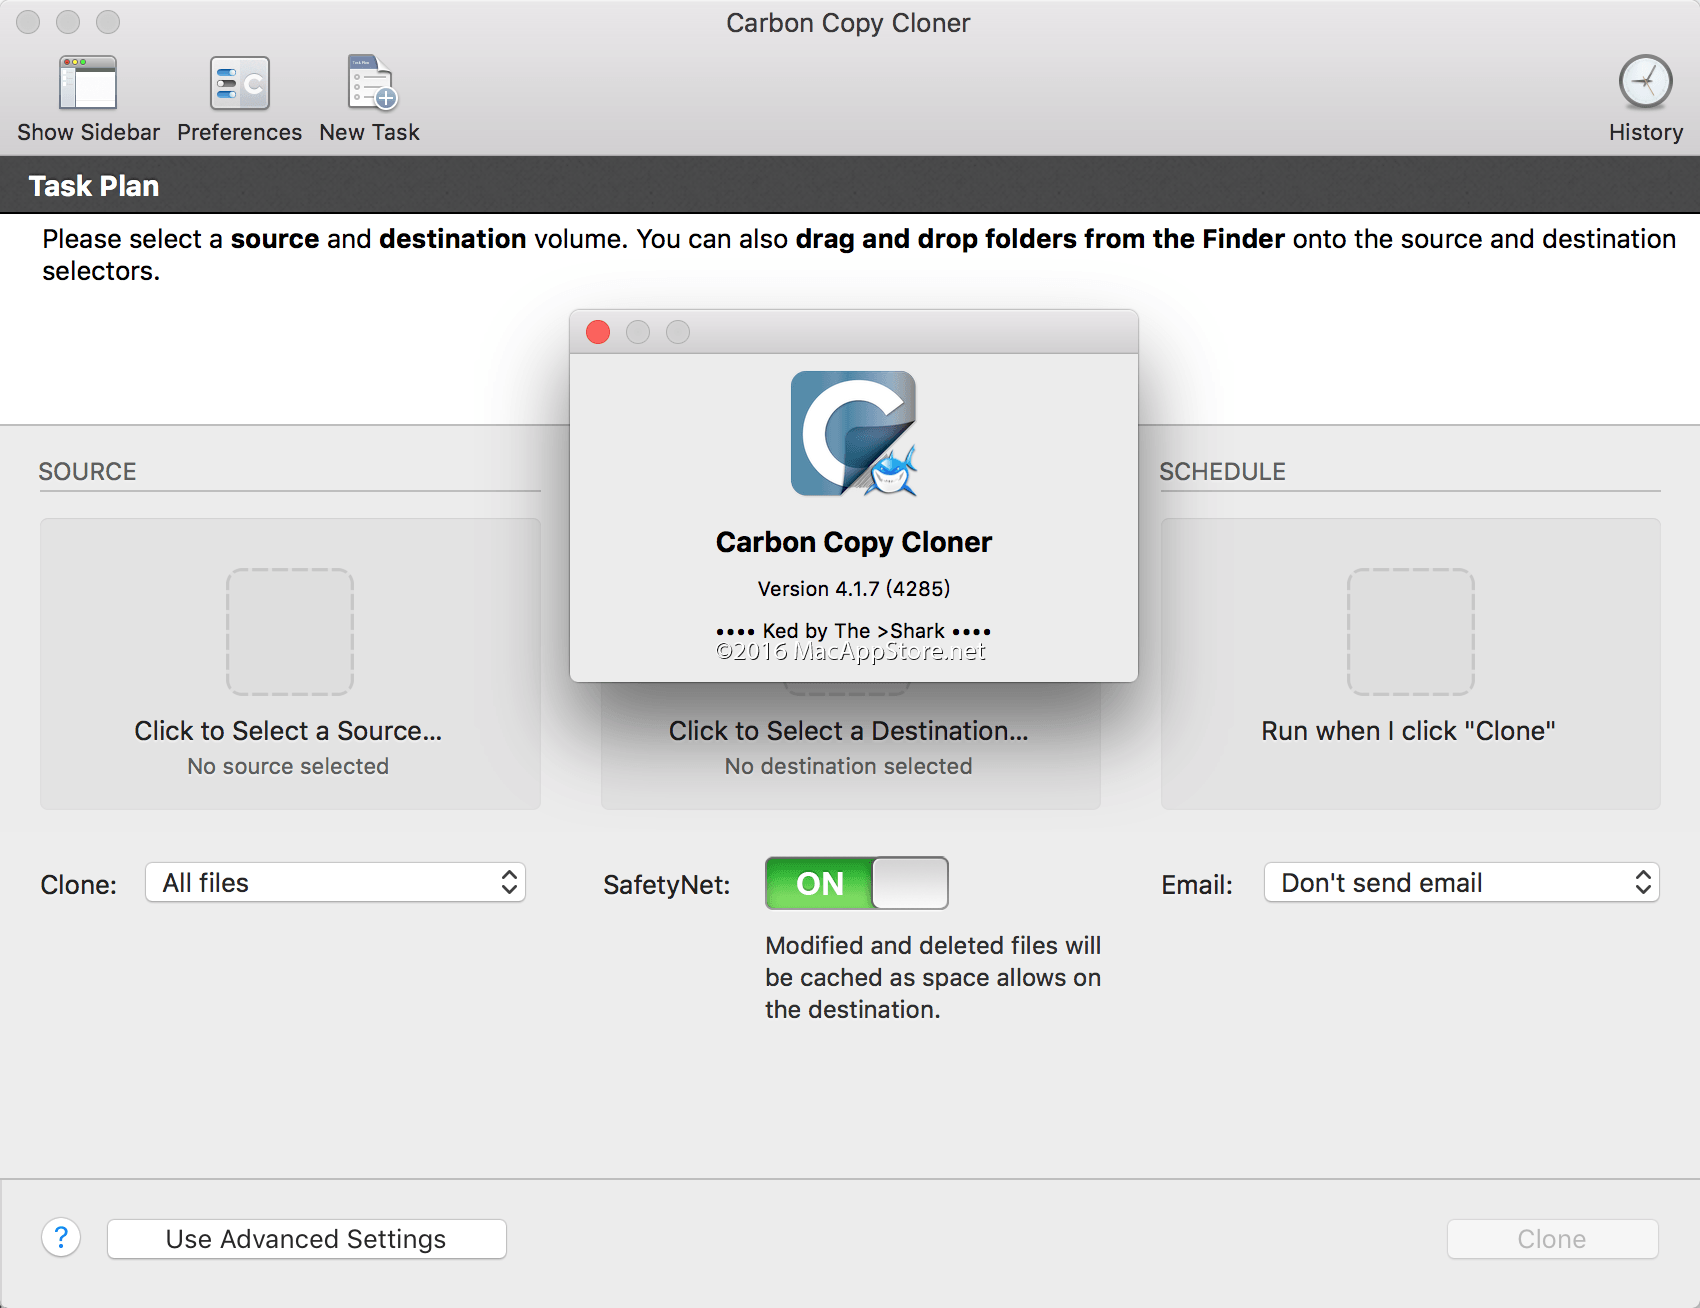 Carbon Copy Cloner
Show Sidebar
Preferences
New Task
History
Task Plan
Please select a source and destination volume. You can also drag and drop folders from the Finder onto the source and destination
selectors.
Carbon Copy Cloner
Version 4.1.7 (4285)
•••• Ked by The >Shark ••••
©2016 MacAppStore.net
SOURCE
SCHEDULE
Click to Select a Source...
No source selected
Click to Select a Destination...
No destination selected
Run when I click "Clone"
Clone:
All files
SafetyNet:
ON
Email:
Don't send email
Modified and deleted files will
be cached as space allows on
the destination.
?
Use Advanced Settings
Clone